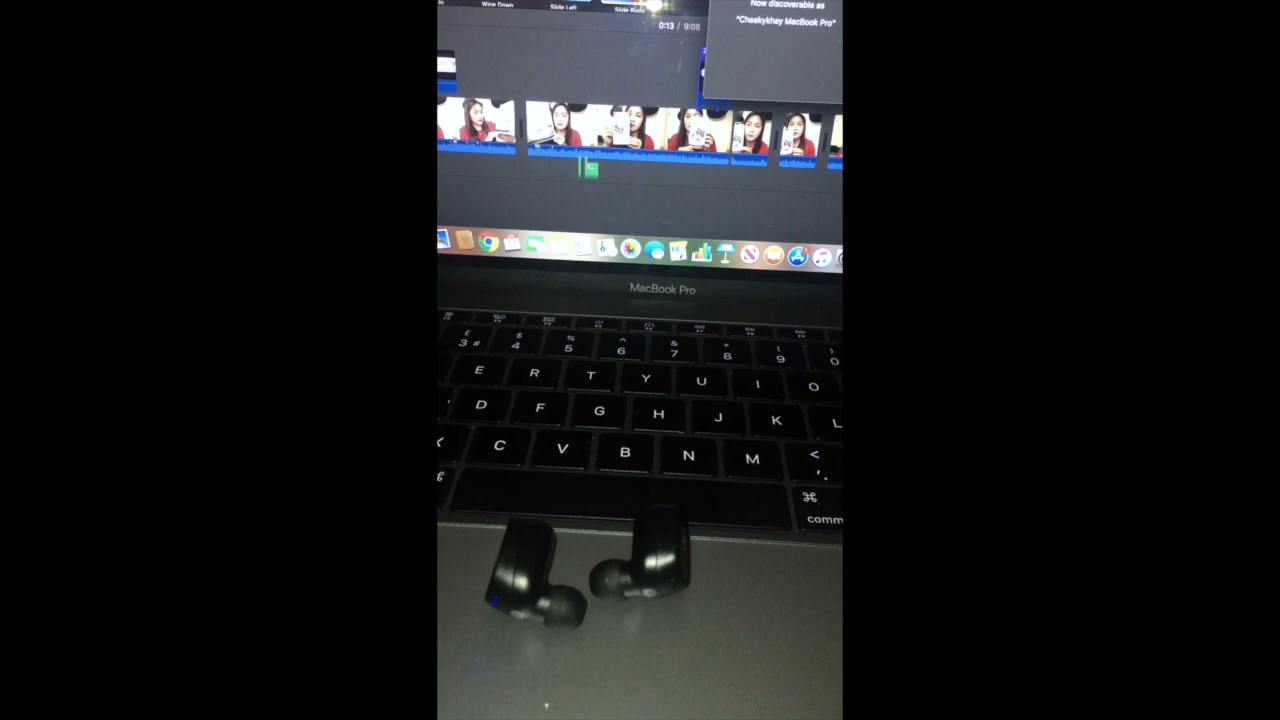 Now discoverable as
"Cheekykhay MacBook Pro"
Wipe Down
Slide Left
Slide Right
0:13 / 9:08
MacBook Pro
£ $ % ^ & * ( )
3 # 4 5 6 7 8 9 0
E R T Y U I O
D F G H J K L
C V B N M < ,
⌘ ⌘
comm